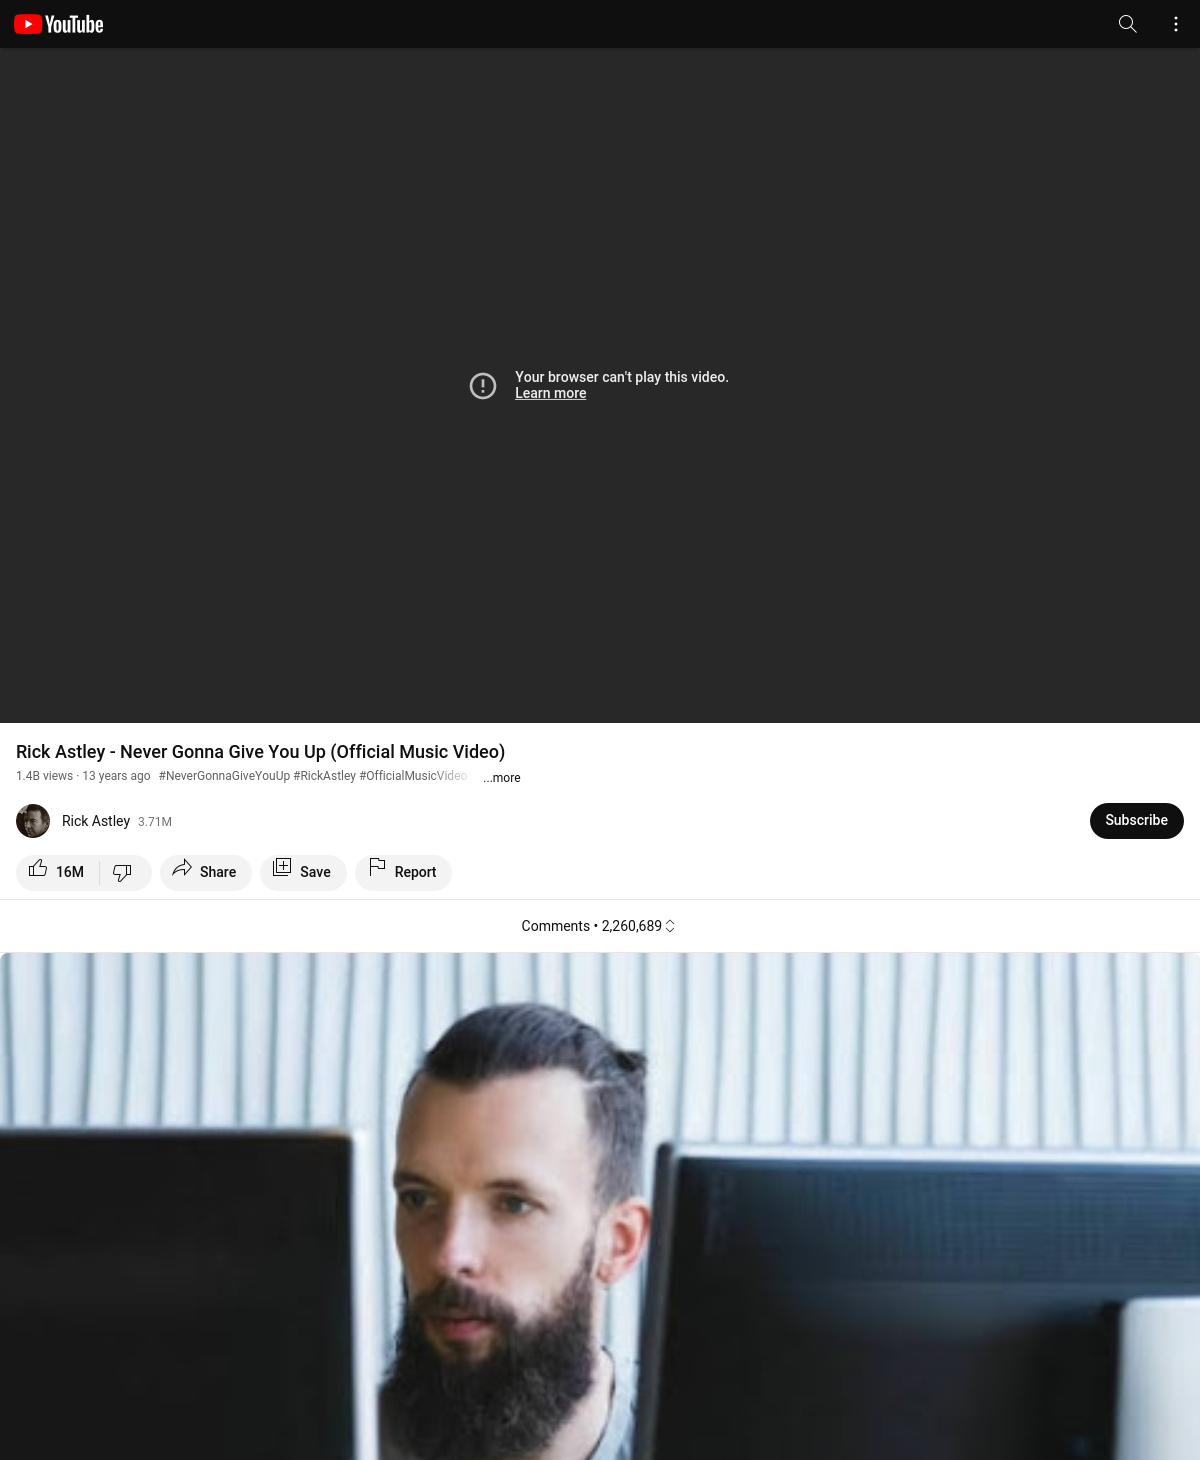 YouTube
Your browser can't play this video.
Learn more
Rick Astley - Never Gonna Give You Up (Official Music Video)
1.4B views · 13 years ago #NeverGonnaGiveYouUp #RickAstley #OfficialMusicVideo ...more
Rick Astley 3.71M
Subscribe
16M
Share
Save
Report
Comments • 2,260,689